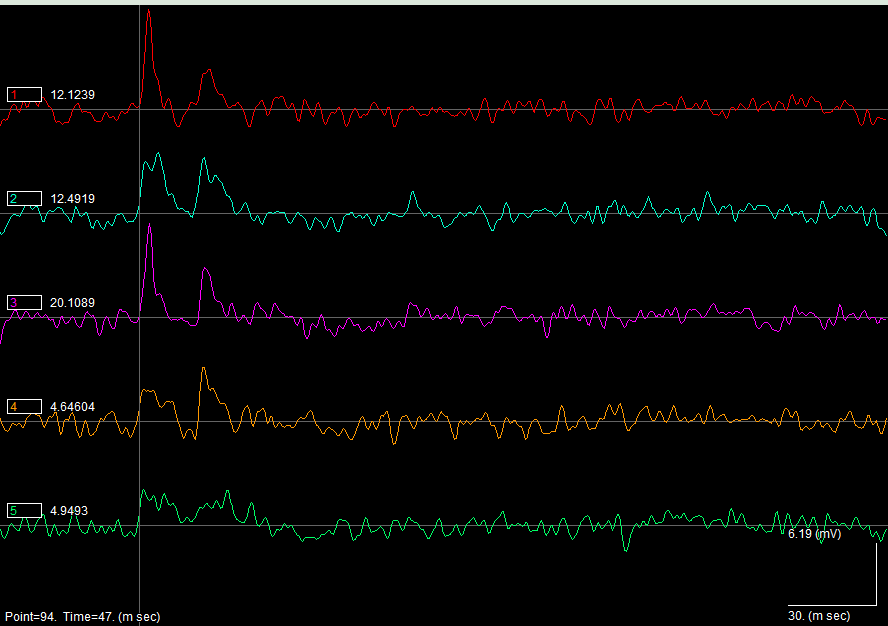 1 12.1239
2 12.4919
3 20.1089
4 4.64604
5 4.9493
6.19 (mV)
30. (m sec)
Point=94. Time=47. (m sec)